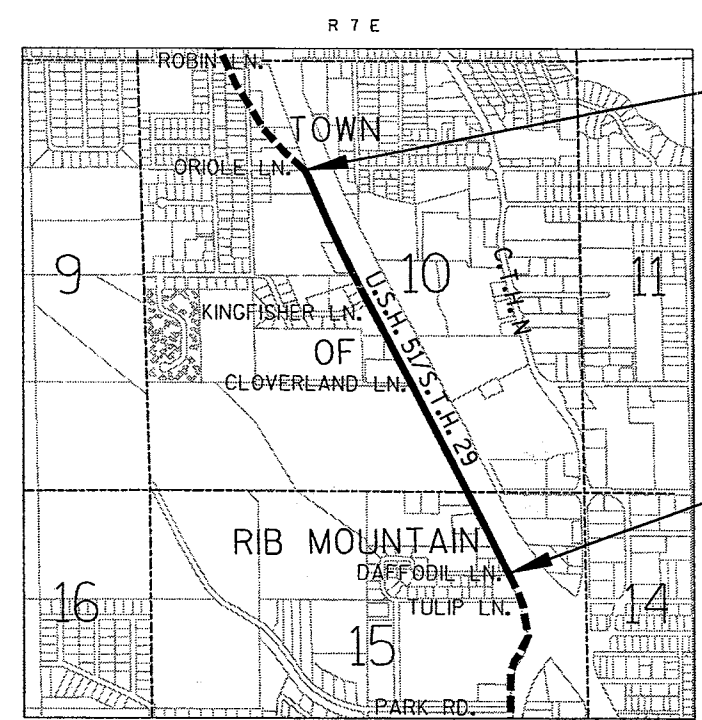 R 7 E
ROBIN LN.
TOWN
ORIOLE LN.
9
10
11
C.T.H. N
U.S.H. 51/S.T.H. 29
KINGFISHER LN.
OF
CLOVERLAND LN.
RIB MOUNTAIN
DAFFODIL LN.
16
TULIP LN.
14
15
PARK RD.